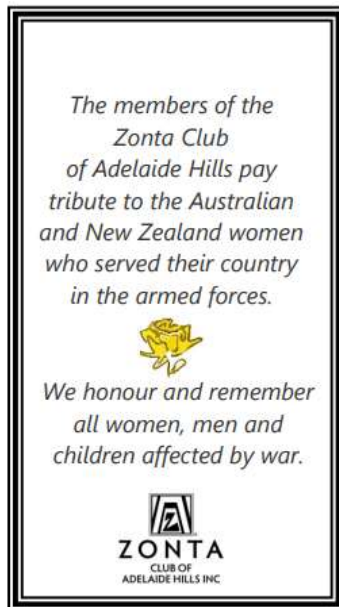 The members of the
Zonta Club
of Adelaide Hills pay
tribute to the Australian
and New Zealand women
who served their country
in the armed forces.
We honour and remember
all women, men and
children affected by war.
ZONTA
CLUB OF
ADELAIDE HILLS INC